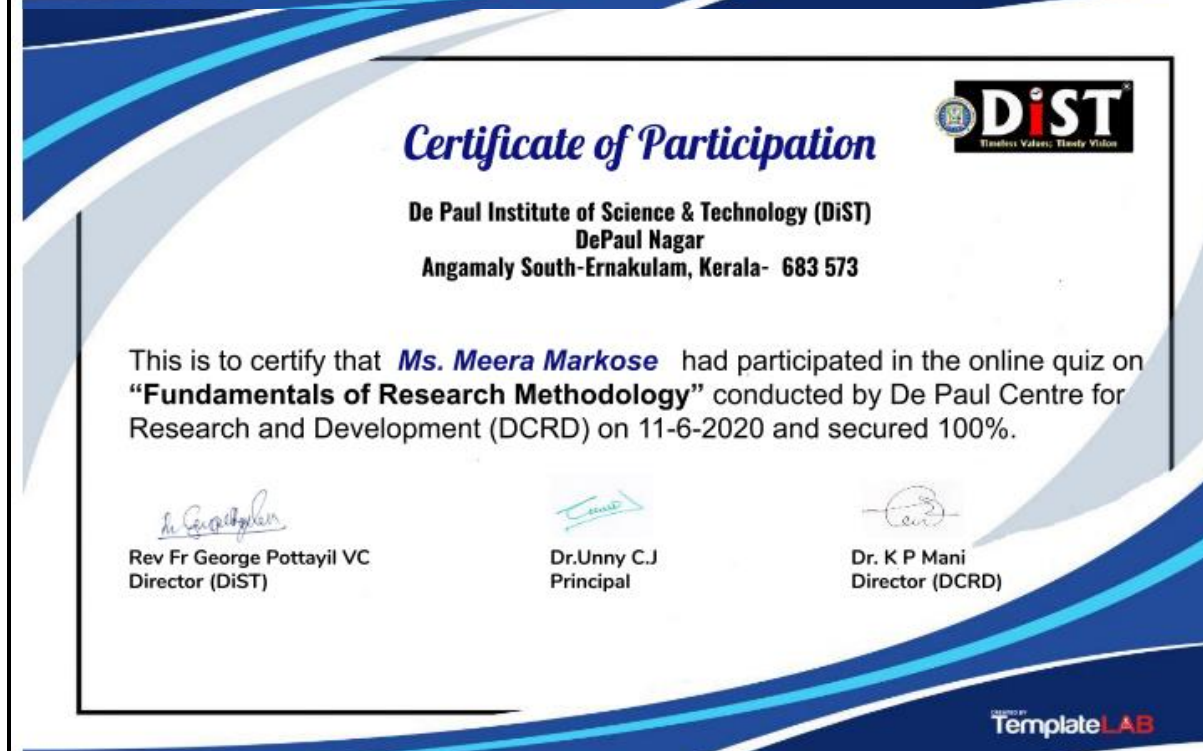 DiST
Timeless Values; Timely Vision
Certificate of Participation
De Paul Institute of Science & Technology (DiST)
DePaul Nagar
Angamaly South-Ernakulam, Kerala- 683 573
This is to certify that Ms. Meera Markose had participated in the online quiz on
“Fundamentals of Research Methodology” conducted by De Paul Centre for
Research and Development (DCRD) on 11-6-2020 and secured 100%.
Rev Fr George Pottayil VC
Director (DiST)
Dr.Unny C.J
Principal
Dr. K P Mani
Director (DCRD)
CREATED BY
TemplateLAB